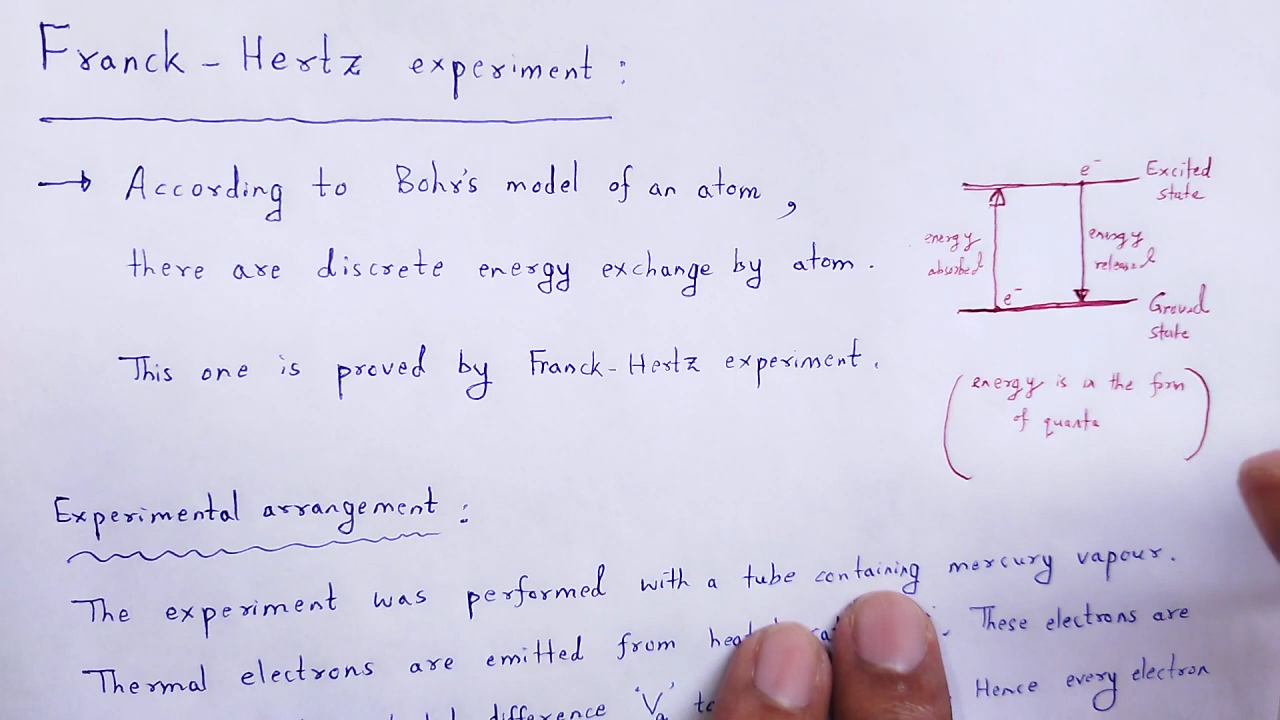 Franck - Hertz experiment :
→ According to Bohr's model of an atom ,
there are discrete energy exchange by atom .
This one is proved by Franck - Hertz experiment .
e⁻ Excited
state
energy
absorbed
energy
released
e⁻ Ground
state
( energy is in the form
of quanta )
Experimental arrangement :
The experiment was performed with a tube containing mercury vapour .
Thermal electrons are emitted from These electrons are
difference 'Vₐ' Hence every electron